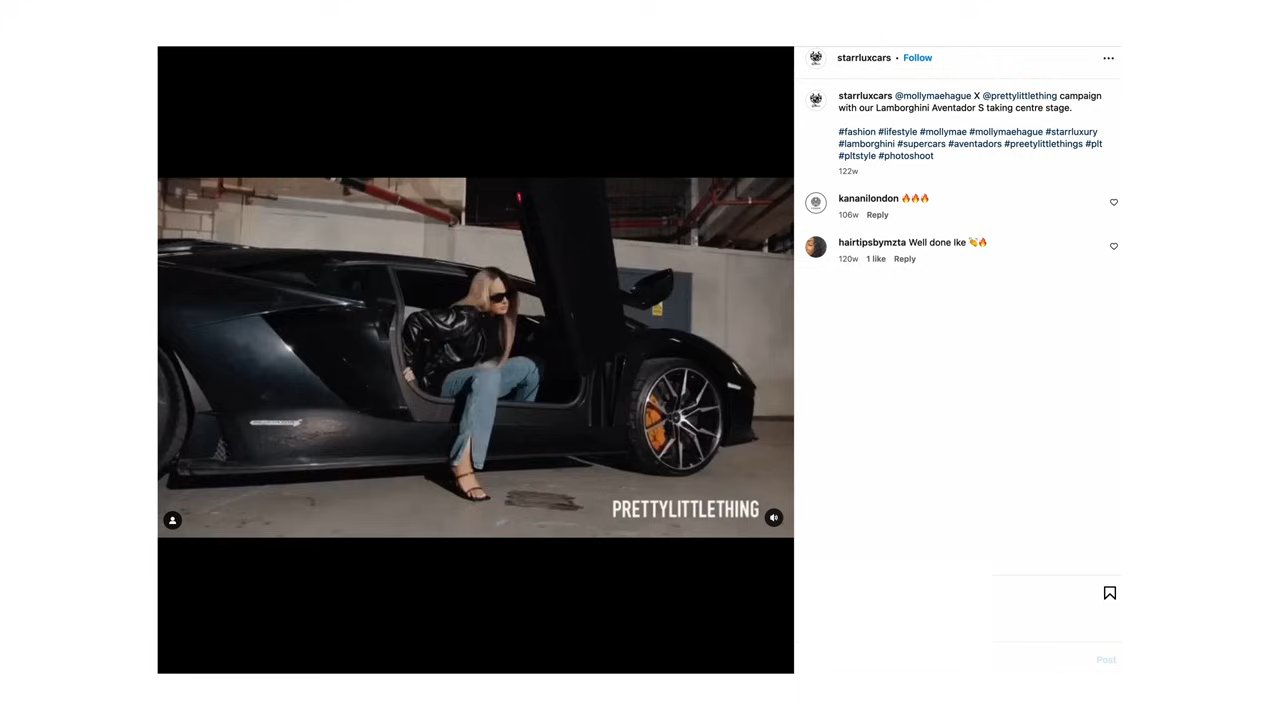 starrluxcars • Follow
starrluxcars @mollymaehague X @prettylittlething campaign
with our Lamborghini Aventador S taking centre stage.
#fashion #lifestyle #mollymae #mollymaehague #starrluxury
#lamborghini #supercars #aventadors #preetylittlethings #plt
#pltstyle #photoshoot
122w
kananilondon 🔥🔥🔥
106w Reply
hairtipsbymzta Well done Ike 👏🔥
120w 1 like Reply
PRETTYLITTLETHING
Post